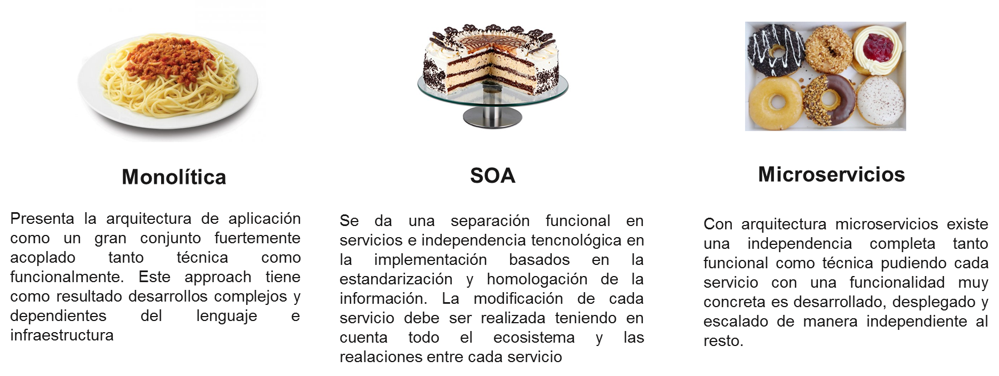 Monolítica
Presenta la arquitectura de aplicación
como un gran conjunto fuertemente
acoplado tanto técnica como
funcionalmente. Este approach tiene
como resultado desarrollos complejos y
dependientes del lenguaje e
infraestructura
SOA
Se da una separación funcional en
servicios e independencia tencnológica en
la implementación basados en la
estandarización y homologación de la
información. La modificación de cada
servicio debe ser realizada teniendo en
cuenta todo el ecosistema y las
realaciones entre cada servicio
Microservicios
Con arquitectura microservicios existe
una independencia completa tanto
funcional como técnica pudiendo cada
servicio con una funcionalidad muy
concreta es desarrollado, desplegado y
escalado de manera independiente al
resto.